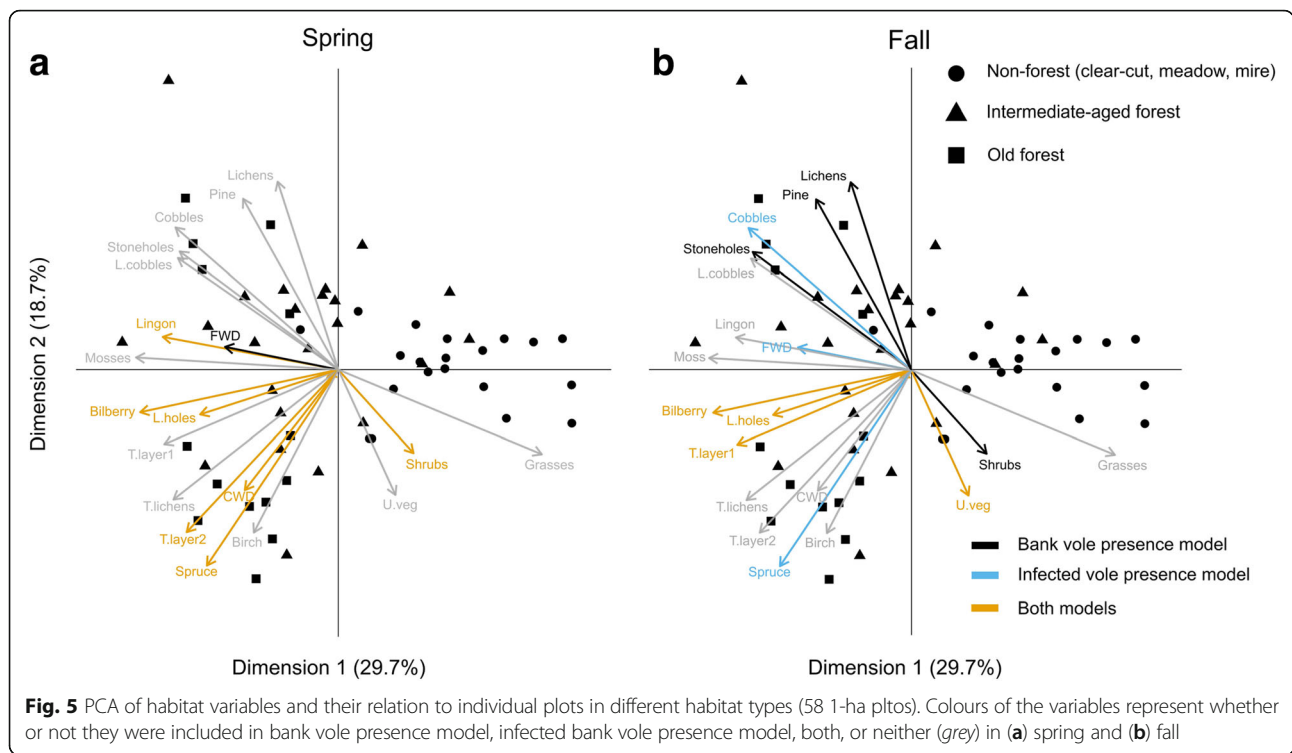 Spring
Fall
a
b
Non-forest (clear-cut, meadow, mire)
Intermediate-aged forest
Old forest
Lichens
Pine
Cobbles
Stoneholes
L.cobbles
Lingon
FWD
Mosses
Bilberry
L.holes
T.layer1
Shrubs
Grasses
T.lichens
CWD
U.veg
T.layer2
Birch
Spruce
Dimension 2 (18.7%)
Dimension 1 (29.7%)
Lichens
Pine
Cobbles
Stoneholes
L.cobbles
Lingon
FWD
Moss
Bilberry
L.holes
T.layer1
Shrubs
Grasses
T.lichens
CWD
U.veg
T.layer2
Birch
Spruce
Bank vole presence model
Infected vole presence model
Both models
Dimension 1 (29.7%)
Fig. 5 PCA of habitat variables and their relation to individual plots in different habitat types (58 1-ha pltos). Colours of the variables represent whether
or not they were included in bank vole presence model, infected bank vole presence model, both, or neither (grey) in (a) spring and (b) fall